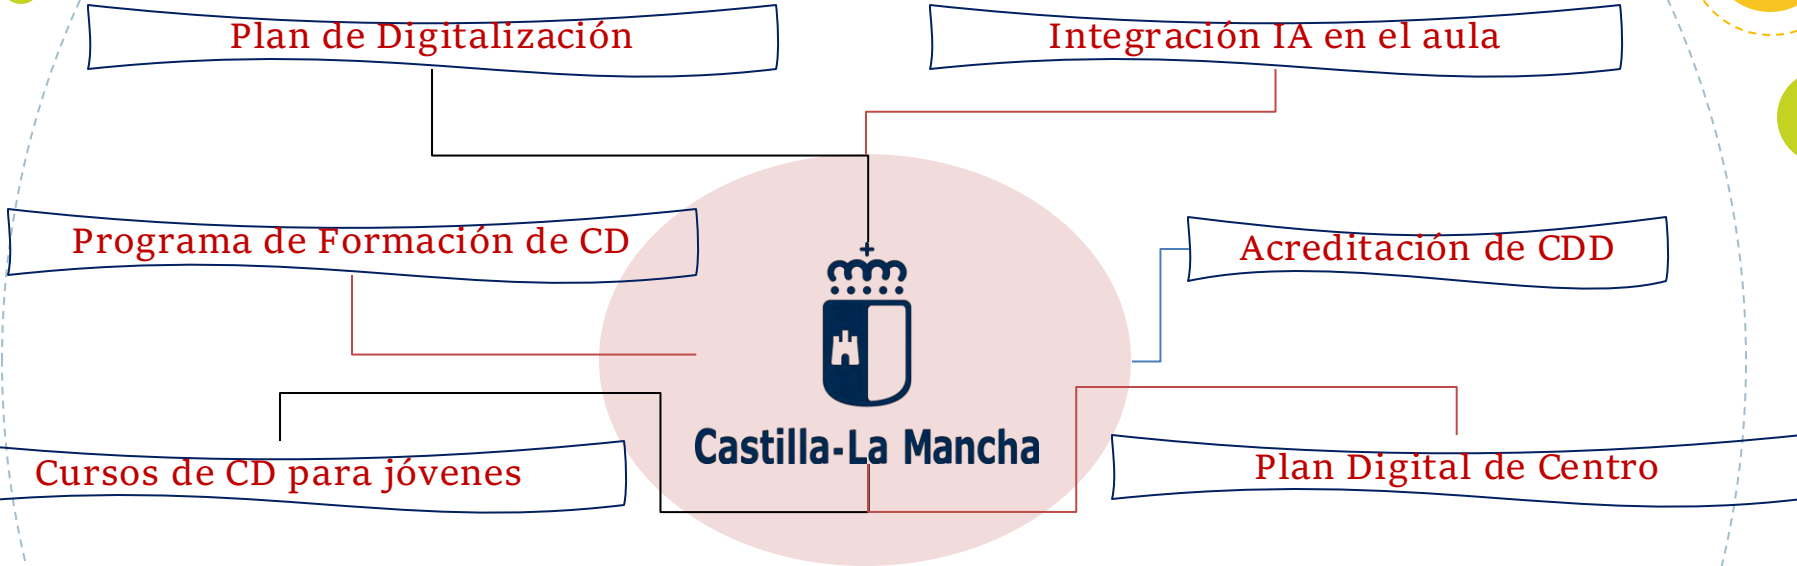 Plan de Digitalización
Integración IA en el aula
Programa de Formación de CD
Acreditación de CDD
Castilla-La Mancha
Cursos de CD para jóvenes
Plan Digital de Centro